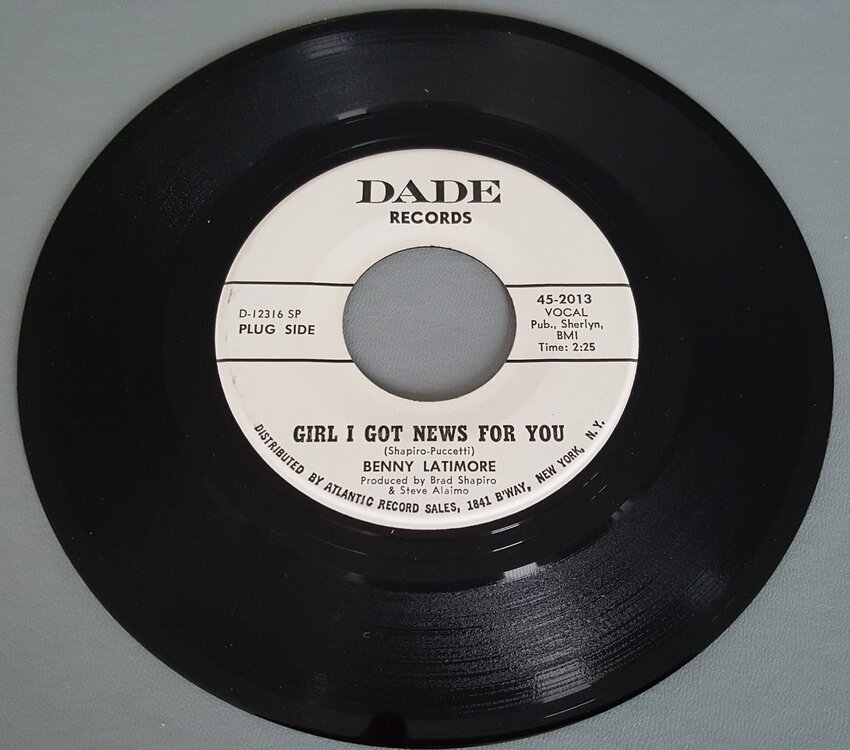 DADE
RECORDS
D-12316 SP
PLUG SIDE
45-2013
VOCAL
Pub., Sherlyn,
BMI
Time: 2:25
GIRL I GOT NEWS FOR YOU
(Shapiro-Puccetti)
BENNY LATIMORE
Produced by Brad Shapiro
& Steve Alaimo
DISTRIBUTED BY ATLANTIC RECORD SALES, 1841 B'WAY, NEW YORK, N.Y.